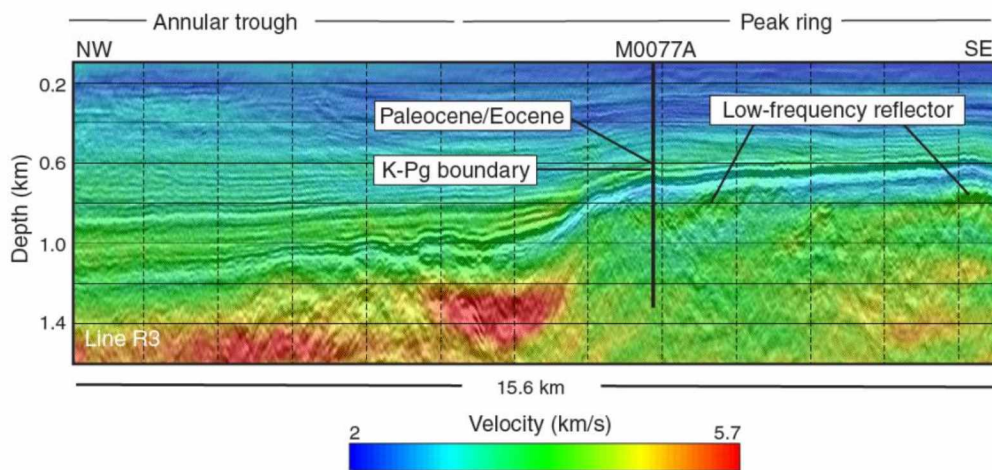 Annular trough
Peak ring
NW
M0077A
SE
0.2
Paleocene/Eocene
Low-frequency reflector
0.6
K-Pg boundary
Depth (km)
1.0
1.4
Line R3
15.6 km
Velocity (km/s)
2
5.7